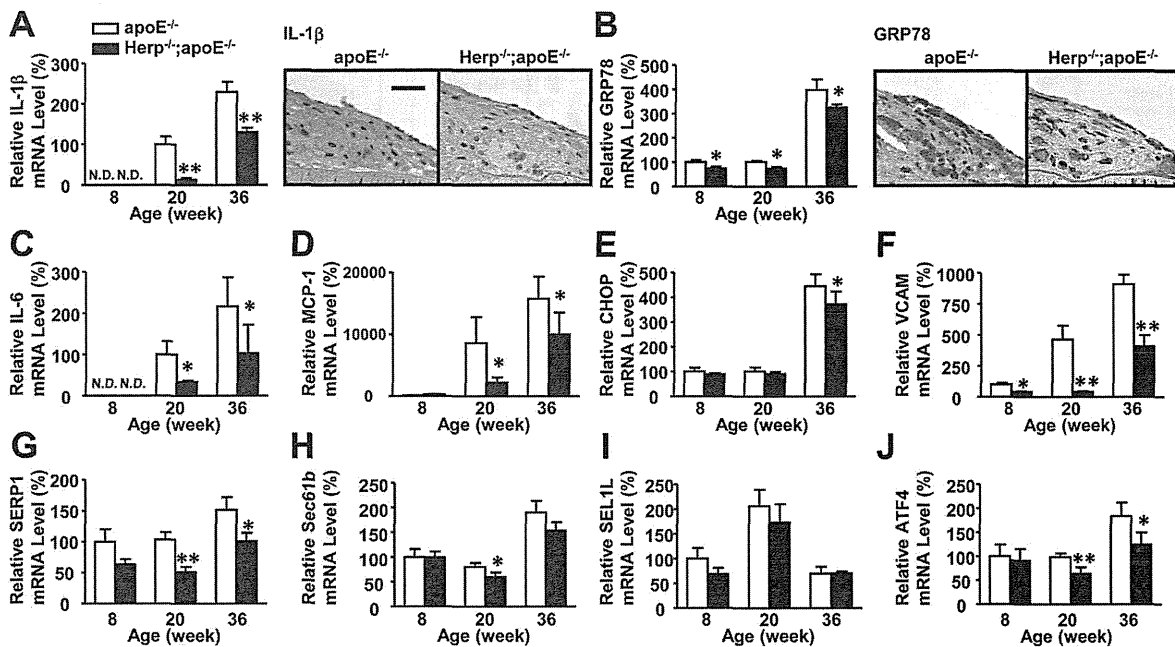 A
apoE-/-
Herp-/-;apoE-/-
Relative IL-1β
mRNA Level (%)
300
200
100
0
N.D. N.D.
**
**
8
20
36
Age (week)
IL-1β
apoE-/-
Herp-/-;apoE-/-
B
Relative GRP78
mRNA Level (%)
500
400
300
200
100
0
*
*
*
8
20
36
Age (week)
GRP78
apoE-/-
Herp-/-;apoE-/-
C
Relative IL-6
mRNA Level (%)
300
200
100
0
N.D. N.D.
*
*
8
20
36
Age (week)
D
Relative MCP-1
mRNA Level (%)
20000
10000
0
*
*
8
20
36
Age (week)
E
Relative CHOP
mRNA Level (%)
500
400
300
200
100
0
*
8
20
36
Age (week)
F
Relative VCAM
mRNA Level (%)
1000
750
500
250
0
*
**
**
8
20
36
Age (week)
G
Relative SERP1
mRNA Level (%)
200
150
100
50
0
**
*
8
20
36
Age (week)
H
Relative Sec61b
mRNA Level (%)
250
200
150
100
50
0
*
8
20
36
Age (week)
I
Relative SEL1L
mRNA Level (%)
250
200
150
100
50
0
8
20
36
Age (week)
J
Relative ATF4
mRNA Level (%)
250
200
150
100
50
0
**
*
8
20
36
Age (week)